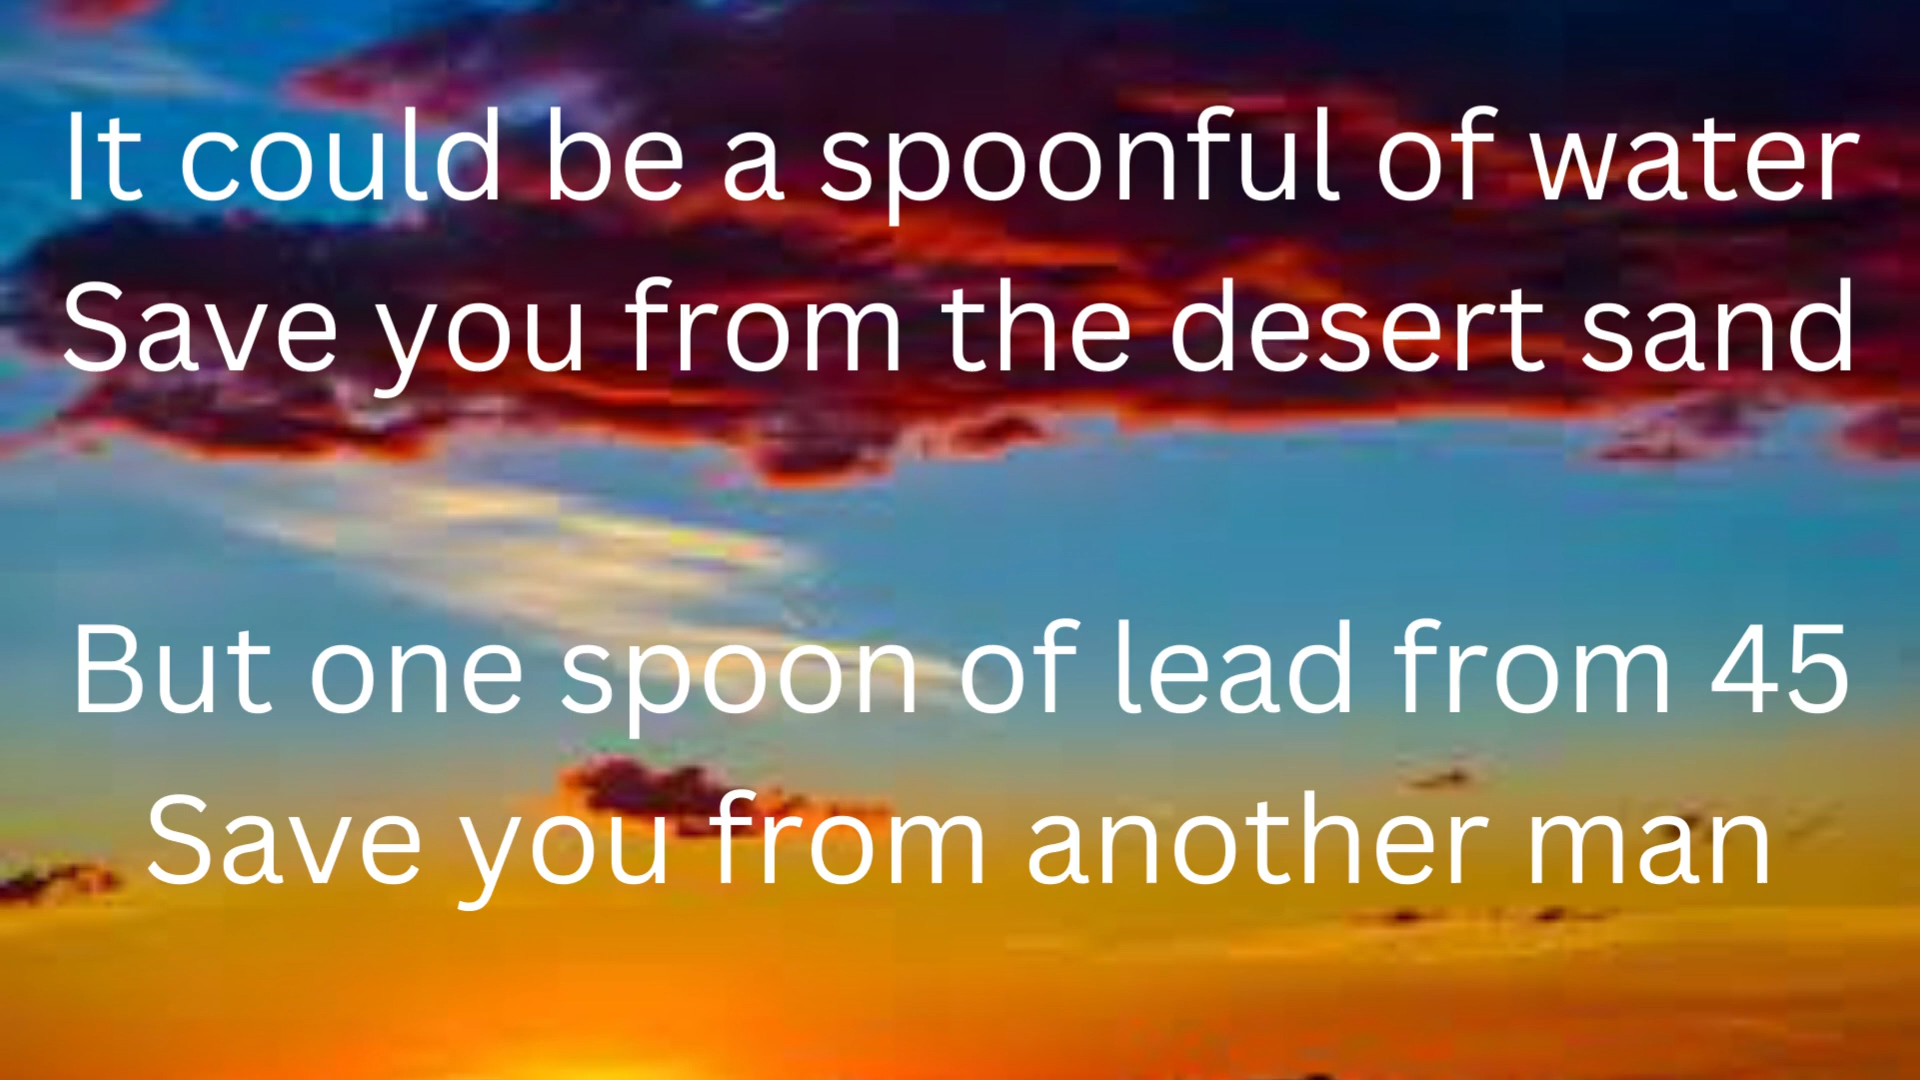 It could be a spoonful of water
Save you from the desert sand
But one spoon of lead from 45
Save you from another man